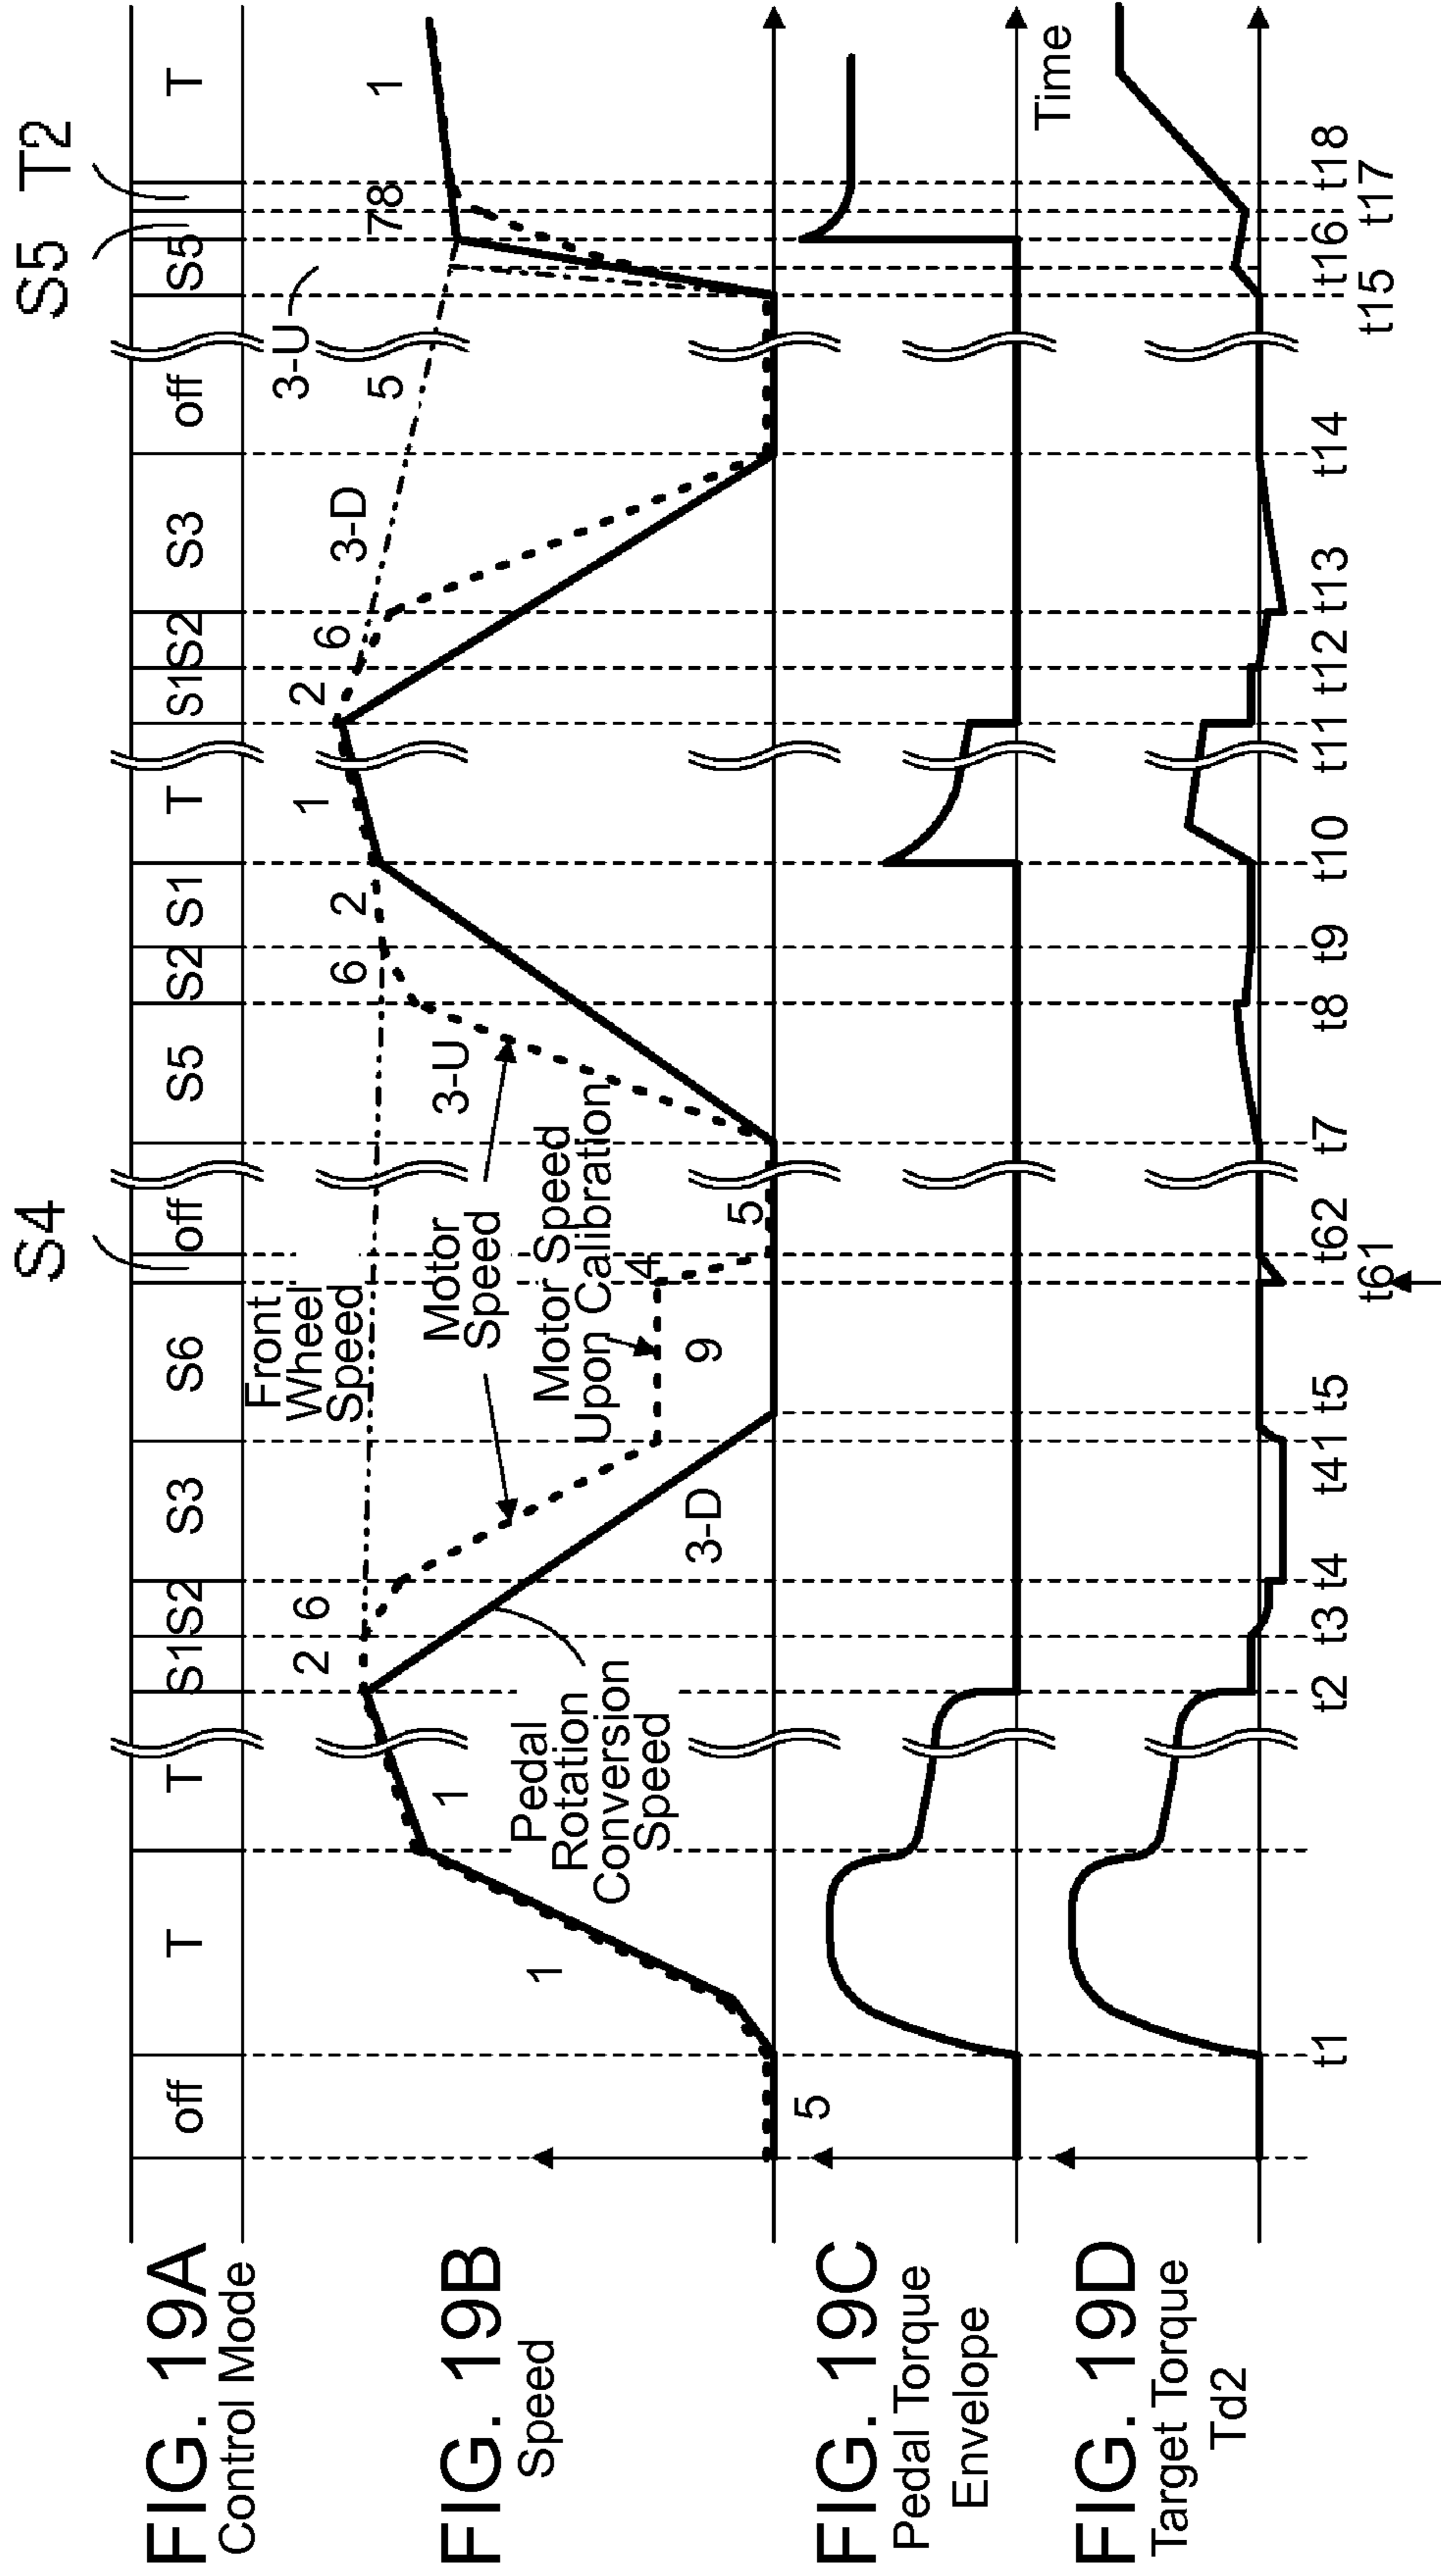 S4
S5
T2
FIG. 19A
Control Mode
off
T
T
S1
S2
S3
S6
off
S5
S2
S1
T
S1
S2
S3
off
S5
T
FIG. 19B
Speed
5
1
1
2
6
3-D
9
4
5
3-U
6
2
1
2
6
3-D
5
3-U
7
8
1
Front
Wheel
Speed
Motor
Speed
Motor Speed
Upon Calibration
Pedal
Rotation
Conversion
Speed
FIG. 19C
Pedal Torque
Envelope
Time
FIG. 19D
Target Torque
Td2
t1
t2
t3
t4
t41
t5
t61
t62
t7
t8
t9
t10
t11
t12
t13
t14
t15
t16
t17
t18